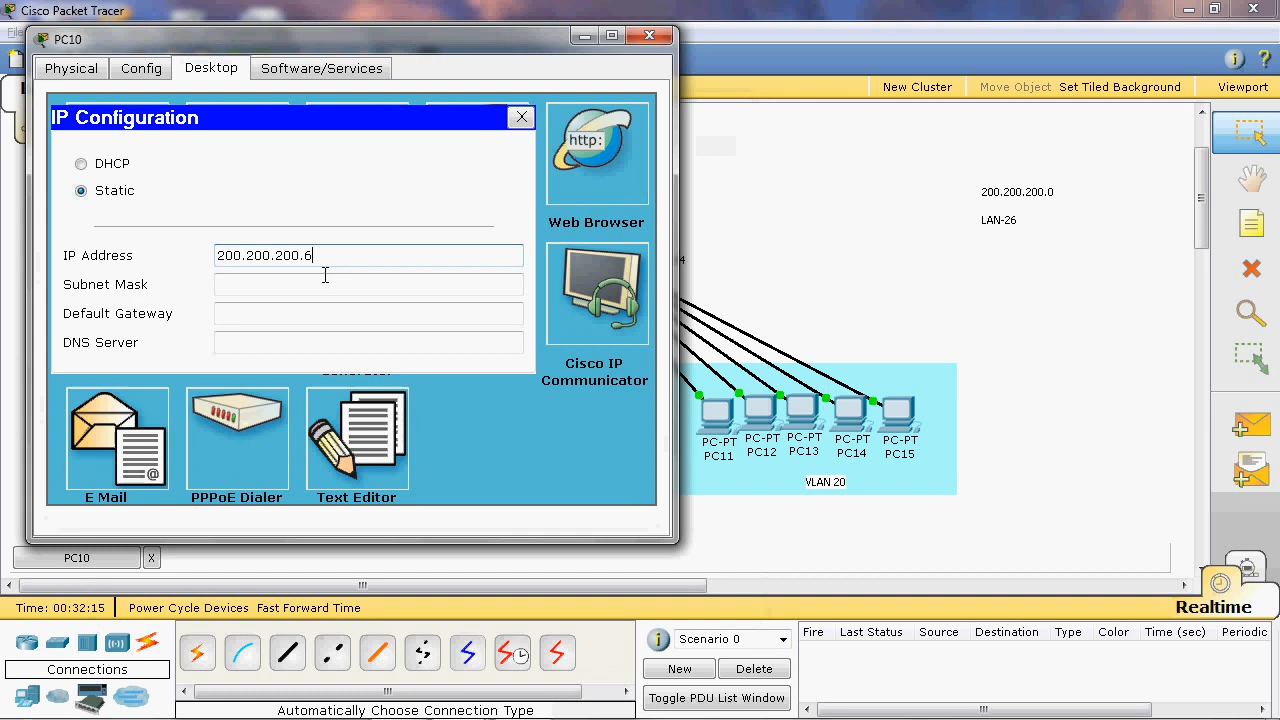 Cisco Packet Tracer
PC10
Physical
Config
Desktop
Software/Services
New Cluster
Move Object
Set Tiled Background
Viewport
IP Configuration
X
http:
Web Browser
DHCP
Static
IP Address
200.200.200.6
Subnet Mask
Default Gateway
DNS Server
Cisco IP
Communicator
@
E Mail
PPPoE Dialer
Text Editor
200.200.200.0
LAN-26
4
PC-PT
PC11
PC-PT
PC12
PC-PT
PC13
PC-PT
PC14
PC-PT
PC15
VLAN 20
PC10
X
Time: 00:32:15
Power Cycle Devices
Fast Forward Time
Realtime
Connections
Automatically Choose Connection Type
Scenario 0
New
Delete
Toggle PDU List Window
Fire
Last Status
Source
Destination
Type
Color
Time (sec)
Periodic